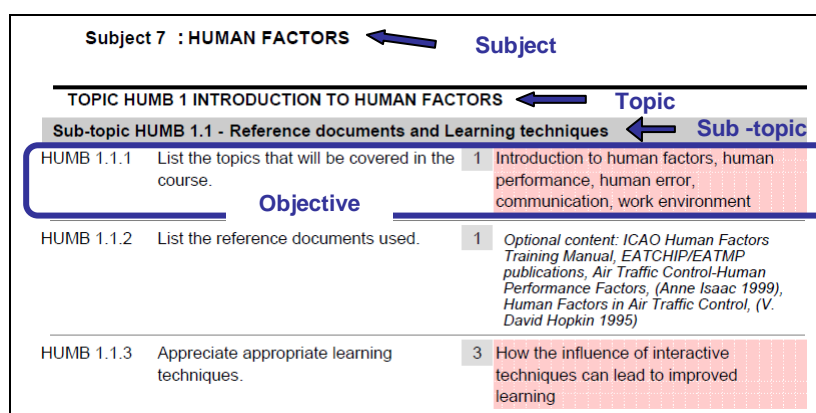 Subject 7 : HUMAN FACTORS
Subject
TOPIC HUMB 1 INTRODUCTION TO HUMAN FACTORS
Topic
Sub-topic HUMB 1.1 - Reference documents and Learning techniques
Sub -topic
HUMB 1.1.1 List the topics that will be covered in the 1 Introduction to human factors, human
course. performance, human error,
communication, work environment
Objective
HUMB 1.1.2 List the reference documents used. 1 Optional content: ICAO Human Factors
Training Manual, EATCHIP/EATMP
publications, Air Traffic Control-Human
Performance Factors, (Anne Isaac 1999),
Human Factors in Air Traffic Control, (V.
David Hopkin 1995)
HUMB 1.1.3 Appreciate appropriate learning 3 How the influence of interactive
techniques. techniques can lead to improved
learning